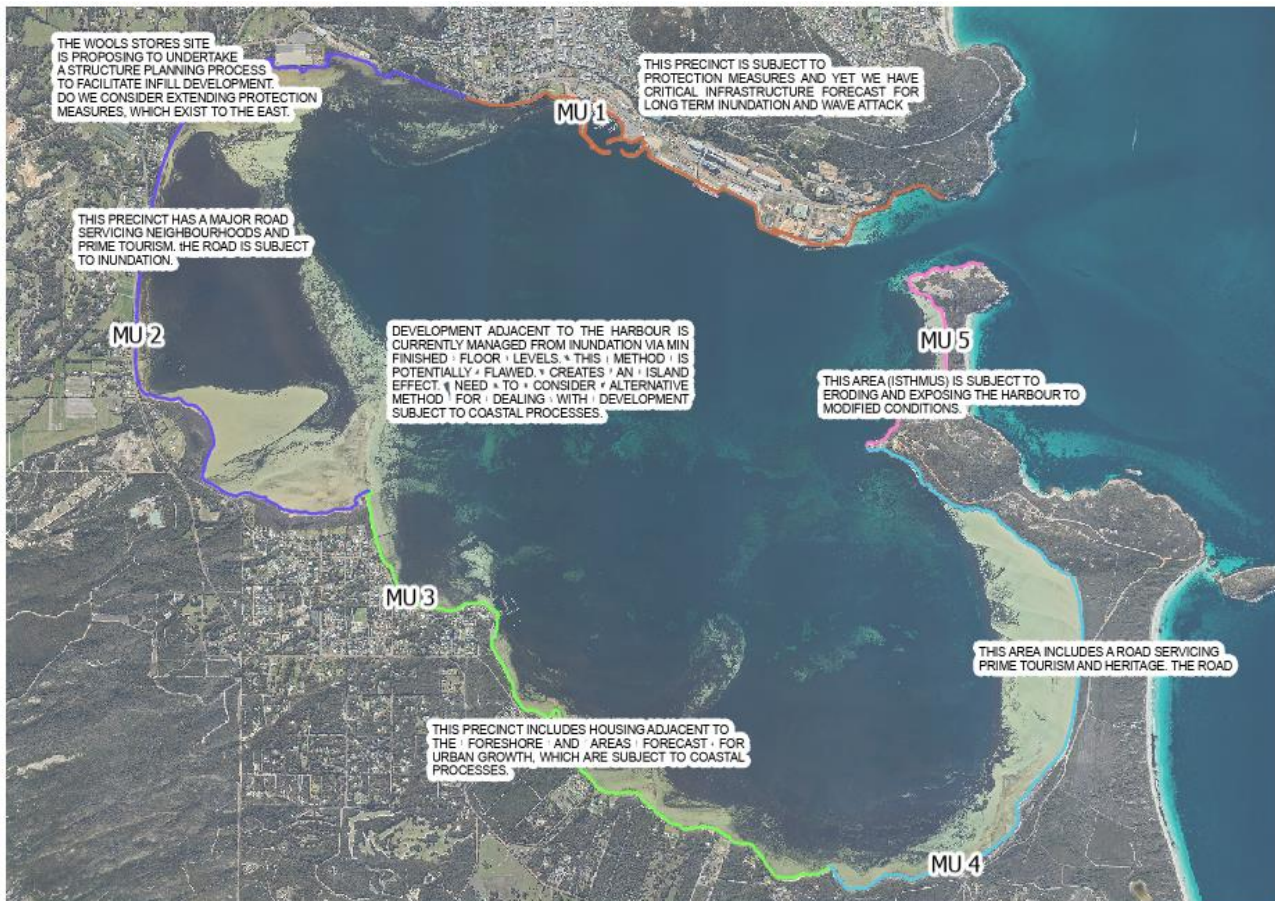 THE WOOLS STORES SITE
IS PROPOSING TO UNDERTAKE
A STRUCTURE PLANNING PROCESS
TO FACILITATE INFILL DEVELOPMENT.
DO WE CONSIDER EXTENDING PROTECTION
MEASURES, WHICH EXIST TO THE EAST.
THIS PRECINCT IS SUBJECT TO
PROTECTION MEASURES AND YET WE HAVE
CRITICAL INFRASTRUCTURE FORECAST FOR
LONG TERM INUNDATION AND WAVE ATTACK
MU 1
THIS PRECINCT HAS A MAJOR ROAD
SERVICING NEIGHBOURHOODS AND
PRIME TOURISM. tHE ROAD IS SUBJECT
TO INUNDATION.
MU 2
DEVELOPMENT ADJACENT TO THE HARBOUR IS
CURRENTLY MANAGED FROM INUNDATION VIA MIN
FINISHED FLOOR LEVELS. THIS METHOD IS
POTENTIALLY FLAWED. CREATES AN ISLAND
EFFECT. NEED TO CONSIDER ALTERNATIVE
METHOD FOR DEALING WITH DEVELOPMENT
SUBJECT TO COASTAL PROCESSES.
MU 5
THIS AREA (ISTHMUS) IS SUBJECT TO
ERODING AND EXPOSING THE HARBOUR TO
MODIFIED CONDITIONS.
MU 3
THIS AREA INCLUDES A ROAD SERVICING
PRIME TOURISM AND HERITAGE. THE ROAD
THIS PRECINCT INCLUDES HOUSING ADJACENT TO
THE FORESHORE AND AREAS FORECAST FOR
URBAN GROWTH, WHICH ARE SUBJECT TO COASTAL
PROCESSES.
MU 4